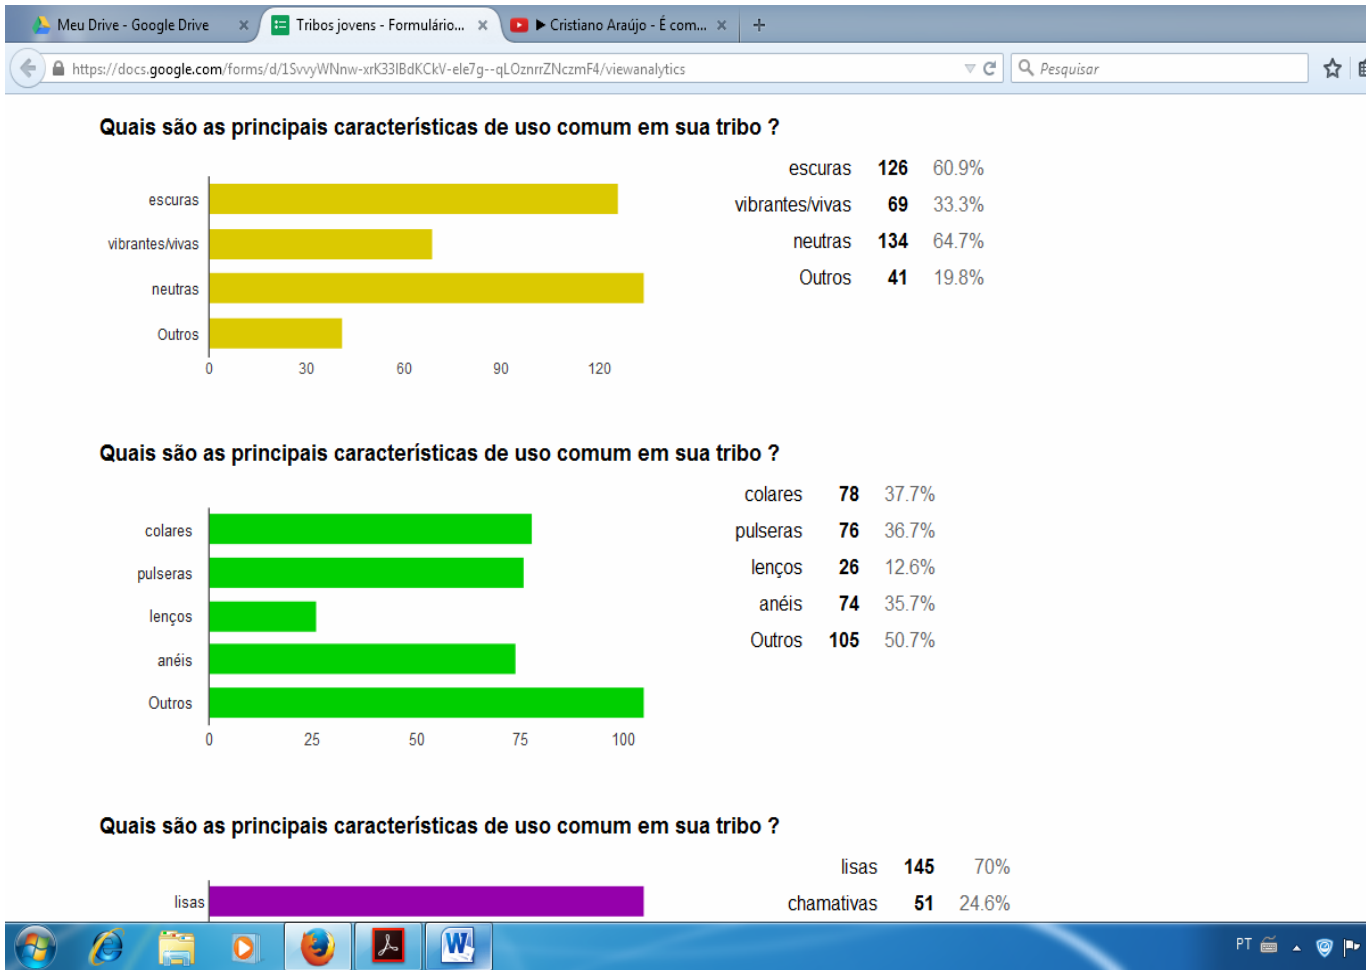 Meu Drive - Google Drive
Tribos jovens - Formulário...
▶ Cristiano Araújo - É com...
https://docs.google.com/forms/d/1SvvyWNnw-xrK33IBdKCkV-ele7g--qLOznrrZNczmF4/viewanalytics
Pesquisar
Quais são as principais características de uso comum em sua tribo ?
escuras
vibrantes/vivas
neutras
Outros
0 30 60 90 120
escuras 126 60.9%
vibrantes/vivas 69 33.3%
neutras 134 64.7%
Outros 41 19.8%
Quais são as principais características de uso comum em sua tribo ?
colares
pulseras
lenços
anéis
Outros
0 25 50 75 100
colares 78 37.7%
pulseras 76 36.7%
lenços 26 12.6%
anéis 74 35.7%
Outros 105 50.7%
Quais são as principais características de uso comum em sua tribo ?
lisas
lisas 145 70%
chamativas 51 24.6%
PT